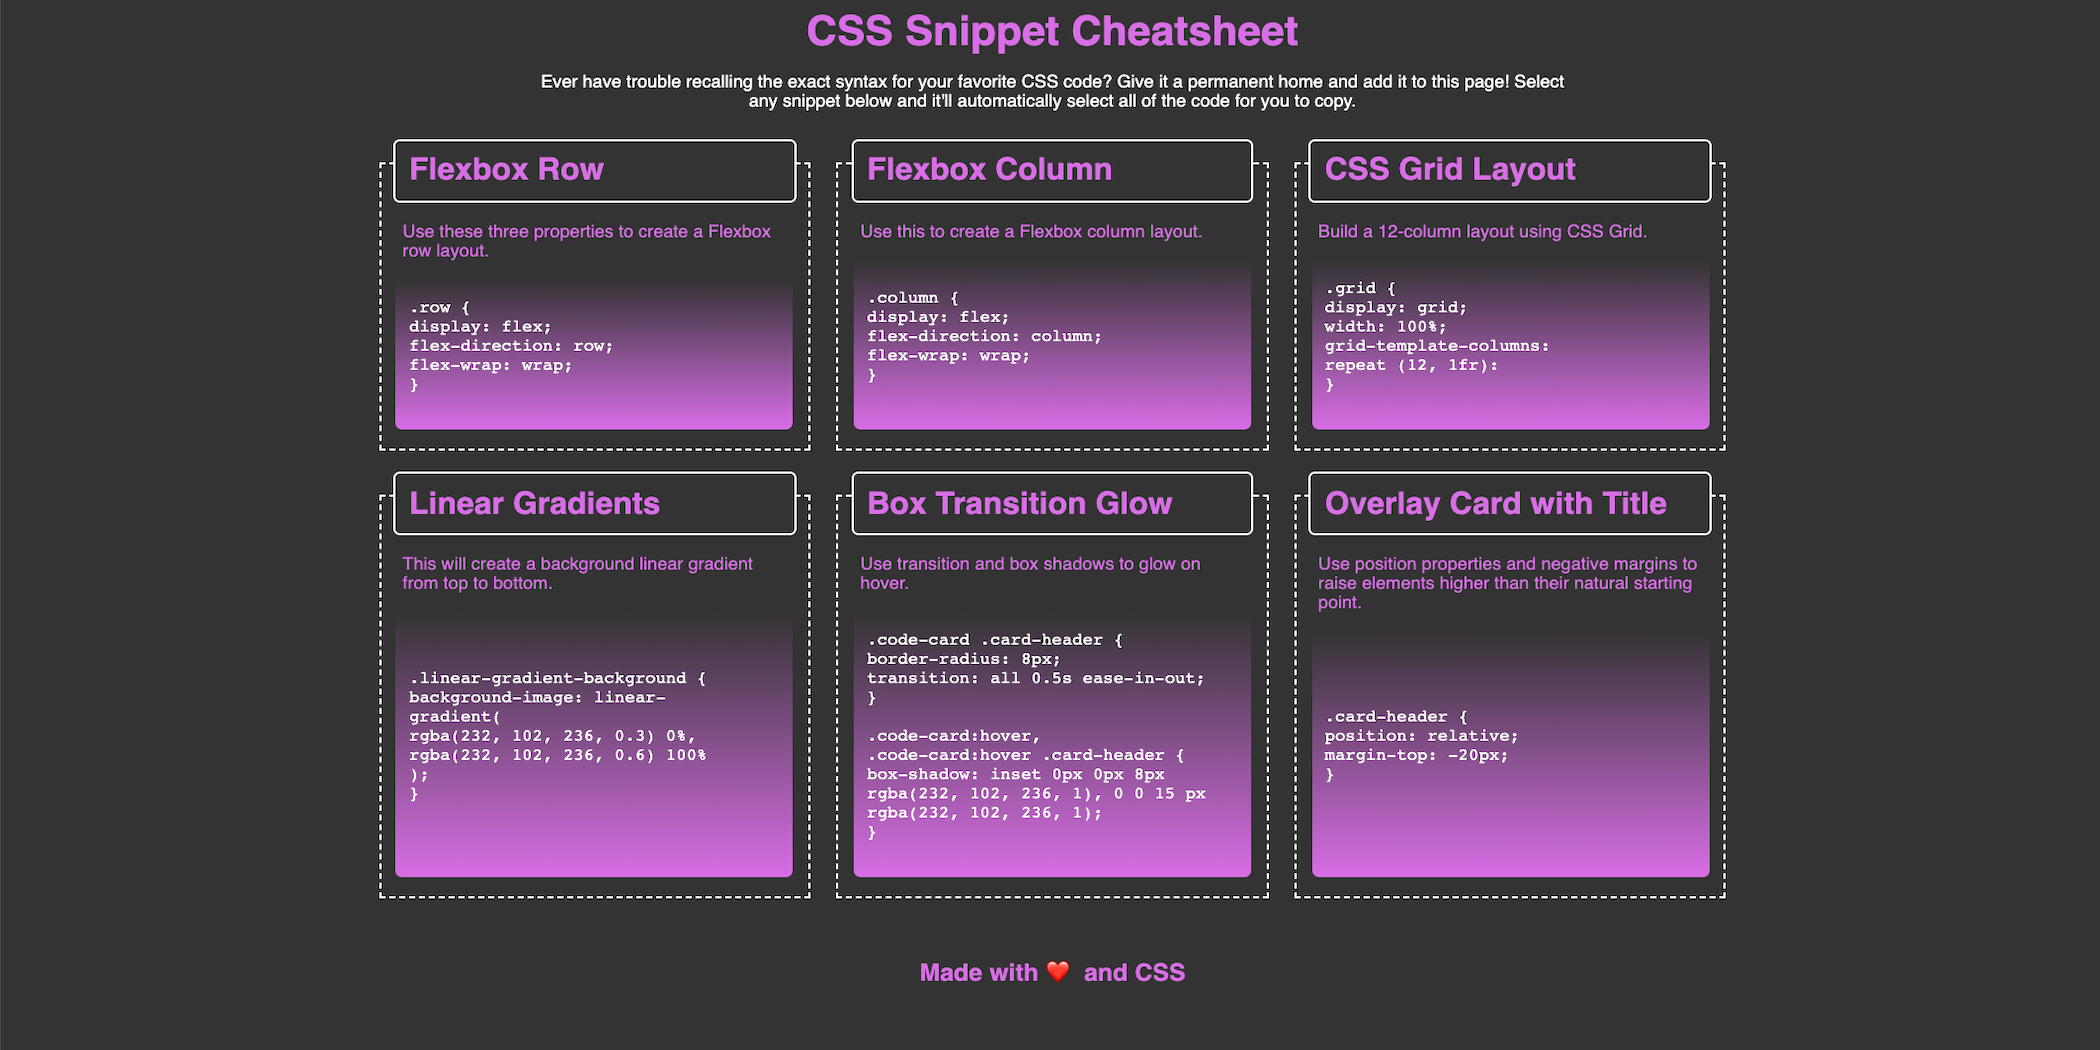 CSS Snippet Cheatsheet
Ever have trouble recalling the exact syntax for your favorite CSS code? Give it a permanent home and add it to this page! Select
any snippet below and it'll automatically select all of the code for you to copy.
Flexbox Row
Use these three properties to create a Flexbox
row layout.
.row {
display: flex;
flex-direction: row;
flex-wrap: wrap;
}
Flexbox Column
Use this to create a Flexbox column layout.
.column {
display: flex;
flex-direction: column;
flex-wrap: wrap;
}
CSS Grid Layout
Build a 12-column layout using CSS Grid.
.grid {
display: grid;
width: 100%;
grid-template-columns:
repeat (12, 1fr):
}
Linear Gradients
This will create a background linear gradient
from top to bottom.
.linear-gradient-background {
background-image: linear-
gradient(
rgba(232, 102, 236, 0.3) 0%,
rgba(232, 102, 236, 0.6) 100%
);
}
Box Transition Glow
Use transition and box shadows to glow on
hover.
.code-card .card-header {
border-radius: 8px;
transition: all 0.5s ease-in-out;
}
.code-card:hover,
.code-card:hover .card-header {
box-shadow: inset 0px 0px 8px
rgba(232, 102, 236, 1), 0 0 15 px
rgba(232, 102, 236, 1);
}
Overlay Card with Title
Use position properties and negative margins to
raise elements higher than their natural starting
point.
.card-header {
position: relative;
margin-top: -20px;
}
Made with ❤️ and CSS